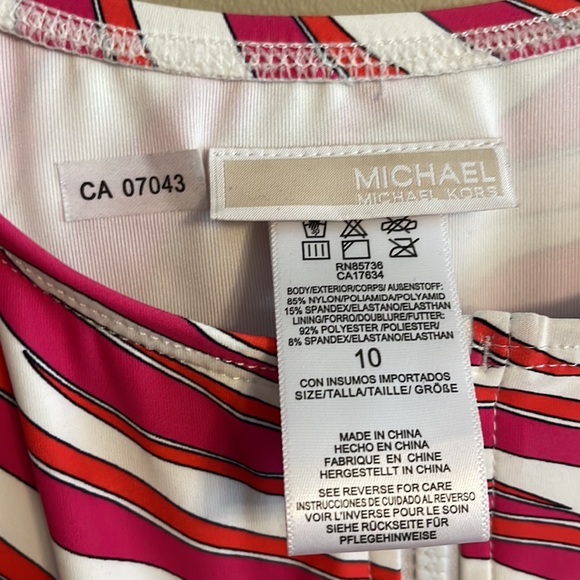 CA 07043
MICHAEL
MICHAEL KORS
RN85736
CA17634
BODY/EXTERIOR/CORPS/ AUßENSTOFF:
85% NYLON/POLIAMIDA/POLYAMID
15% SPANDEX/ELASTANO/ELASTHAN
LINING/FORRO/DOUBLURE/FUTTER:
92% POLYESTER /POLIESTER/
8% SPANDEX/ELASTANO/ELASTHAN
10
CON INSUMOS IMPORTADOS
SIZE/TALLA/TAILLE/ GRÖẞE
MADE IN CHINA
HECHO EN CHINA
FABRIQUE EN CHINE
HERGESTELLT IN CHINA
SEE REVERSE FOR CARE
INSTRUCCIONES DE CUIDADO AL REVERSO
VOIR L'INVERSE POUR LE SOIN
SIEHE RÜCKSEITE FÜR
PFLEGEHINWEISE